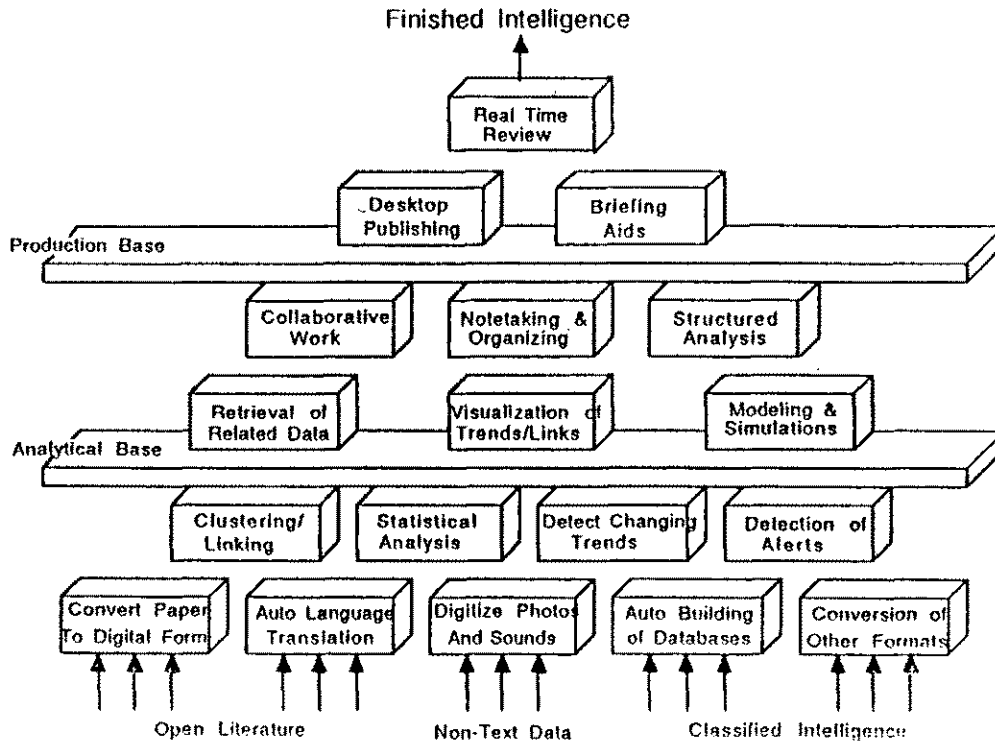 Finished Intelligence
Real Time
Review
Desktop
Publishing
Briefing
Aids
Production Base
Collaborative
Work
Notetaking &
Organizing
Structured
Analysis
Retrieval of
Related Data
Visualization of
Trends/Links
Modeling &
Simulations
Analytical Base
Clustering/
Linking
Statistical
Analysis
Detect Changing
Trends
Detection of
Alerts
Convert Paper
To Digital Form
Auto Language
Translation
Digitize Photos
And Sounds
Auto Building
of Databases
Conversion of
Other Formats
Open Literature
Non-Text Data
Classified Intelligence